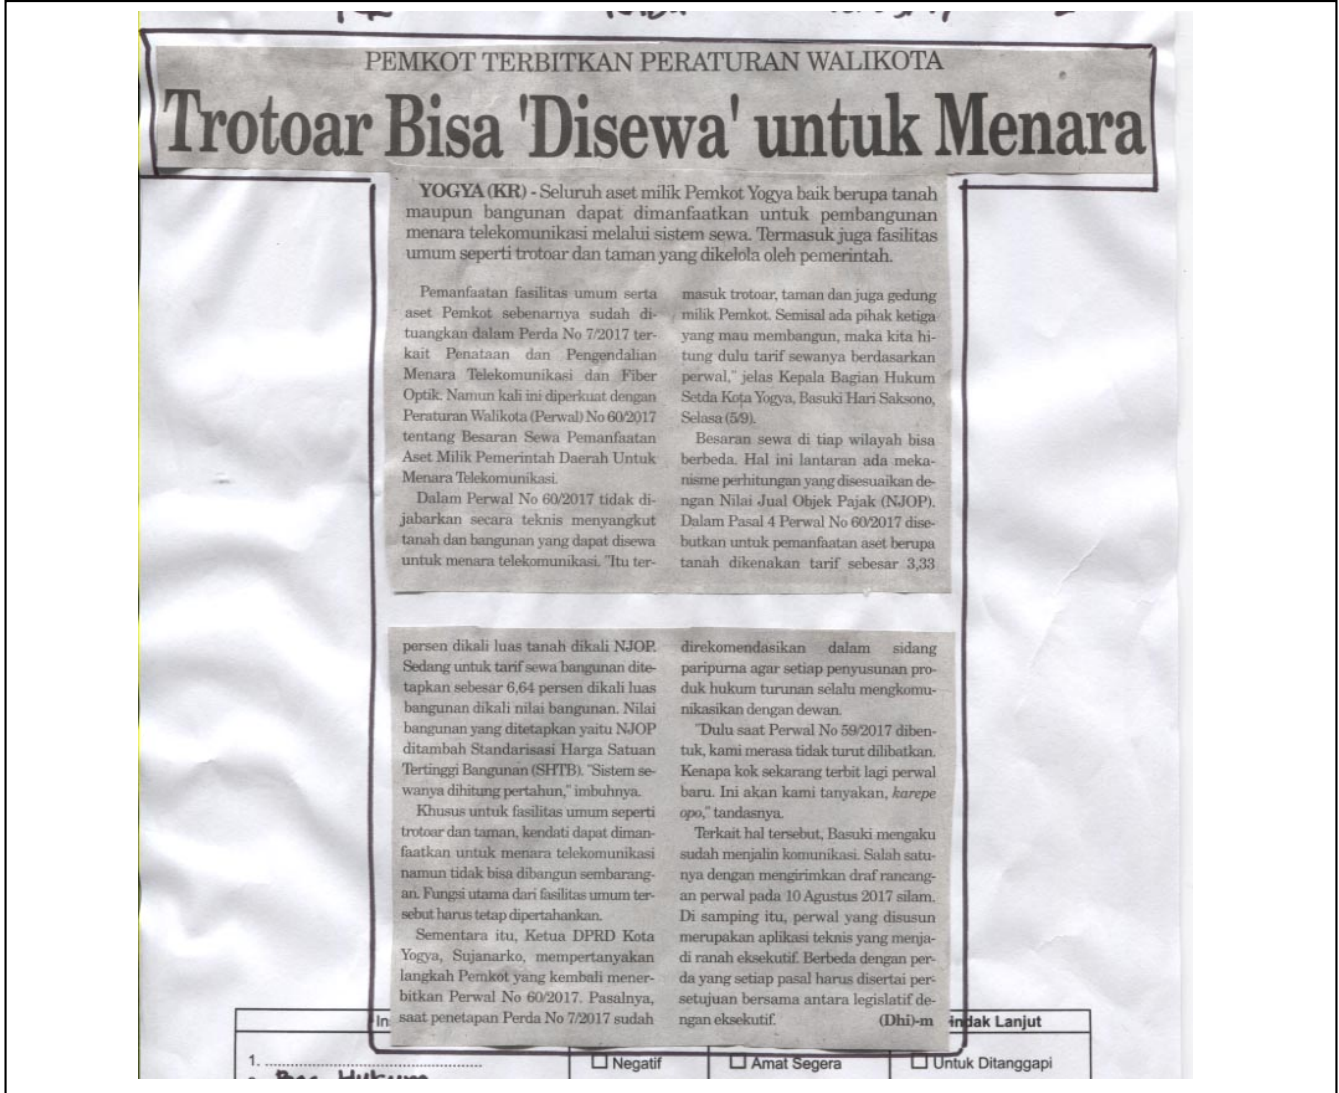 PEMKOT TERBITKAN PERATURAN WALIKOTA
Trotoar Bisa 'Disewa' untuk Menara
YOGYA (KR) - Seluruh aset milik Pemkot Yogya baik berupa tanah
maupun bangunan dapat dimanfaatkan untuk pembangunan
menara telekomunikasi melalui sistem sewa. Termasuk juga fasilitas
umum seperti trotoar dan taman yang dikelola oleh pemerintah.
Pemanfaatan fasilitas umum serta
aset Pemkot sebenarnya sudah di-
tuangkan dalam Perda No 7/2017 ter-
kait Penataan dan Pengendalian
Menara Telekomunikasi dan Fiber
Optik. Namun kali ini diperkuat dengan
Peraturan Walikota (Perwal) No 60/2017
tentang Besaran Sewa Pemanfaatan
Aset Milik Pemerintah Daerah Untuk
Menara Telekomunikasi.
Dalam Perwal No 60/2017 tidak di-
jabarkan secara teknis menyangkut
tanah dan bangunan yang dapat disewa
untuk menara telekomunikasi. "Itu ter-
masuk trotoar, taman dan juga gedung
milik Pemkot. Semisal ada pihak ketiga
yang mau membangun, maka kita hi-
tung dulu tarif sewanya berdasarkan
perwal," jelas Kepala Bagian Hukum
Setda Kota Yogya, Basuki Hari Saksono,
Selasa (5/9).
Besaran sewa di tiap wilayah bisa
berbeda. Hal ini lantaran ada meka-
nisme perhitungan yang disesuaikan de-
ngan Nilai Jual Objek Pajak (NJOP).
Dalam Pasal 4 Perwal No 60/2017 dise-
butkan untuk pemanfaatan aset berupa
tanah dikenakan tarif sebesar 3,33
persen dikali luas tanah dikali NJOP.
Sedang untuk tarif sewa bangunan dite-
tapkan sebesar 6,64 persen dikali luas
bangunan dikali nilai bangunan. Nilai
bangunan yang ditetapkan yaitu NJOP
ditambah Standarisasi Harga Satuan
Tertinggi Bangunan (SHTB). "Sistem se-
wanya dihitung pertahun," imbuhnya.
Khusus untuk fasilitas umum seperti
trotoar dan taman, kendati dapat diman-
faatkan untuk menara telekomunikasi
namun tidak bisa dibangun sembarang-
an. Fungsi utama dari fasilitas umum ter-
sebut harus tetap dipertahankan.
Sementara itu, Ketua DPRD Kota
Yogya, Sujanarko, mempertanyakan
langkah Pemkot yang kembali mener-
bitkan Perwal No 60/2017. Pasalnya,
saat penetapan Perda No 7/2017 sudah
direkomendasikan dalam sidang
paripurna agar setiap penyusunan pro-
duk hukum turunan selalu mengkomu-
nikasikan dengan dewan.
"Dulu saat Perwal No 59/2017 diben-
tuk, kami merasa tidak turut dilibatkan.
Kenapa kok sekarang terbit lagi perwal
baru. Ini akan kami tanyakan, karepe
opo," tandasnya.
Terkait hal tersebut, Basuki mengaku
sudah menjalin komunikasi. Salah satu-
nya dengan mengirimkan draf rancang-
an perwal pada 10 Agustus 2017 silam.
Di samping itu, perwal yang disusun
merupakan aplikasi teknis yang menja-
di ranah eksekutif. Berbeda dengan per-
da yang setiap pasal harus disertai per-
setujuan bersama antara legislatif de-
ngan eksekutif. (Dhi)-m
In indak Lanjut
1. ☐ Negatif ☐ Amat Segera ☐ Untuk Ditanggapi
Hukum